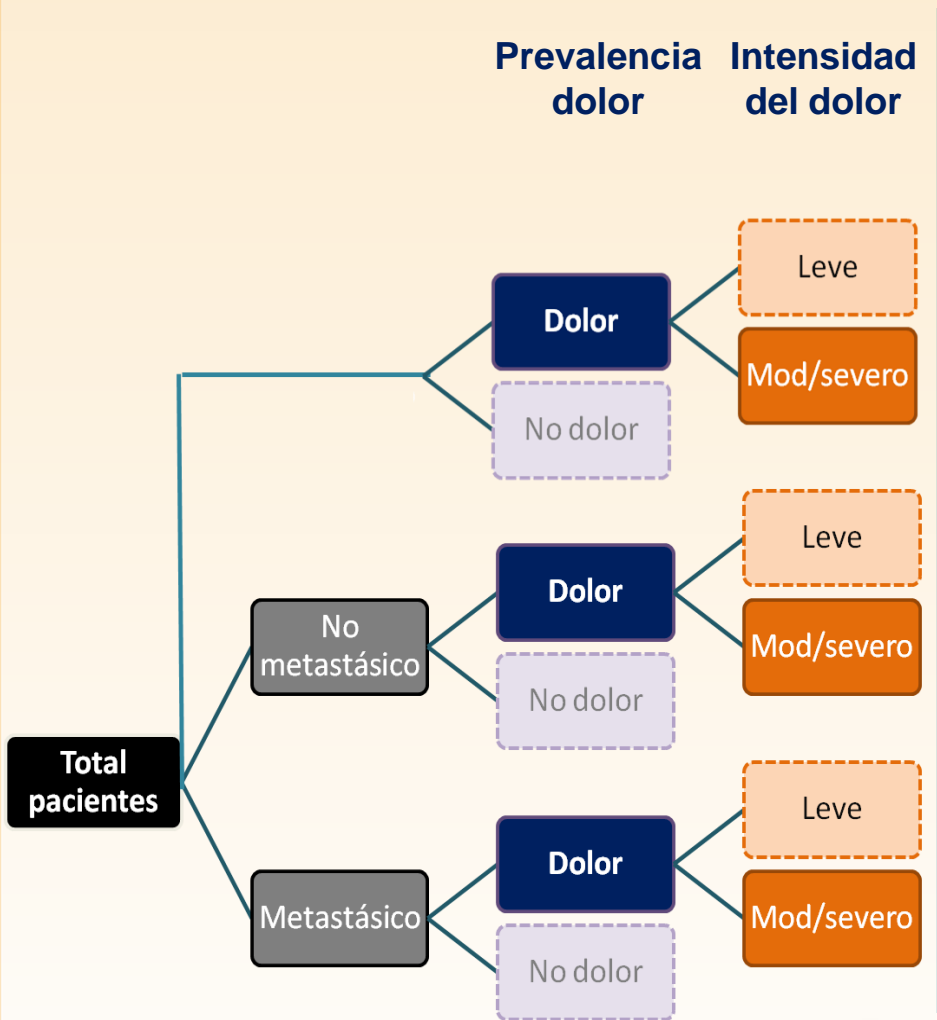 Prevalencia
dolor
Intensidad
del dolor
Leve
Dolor
Mod/severo
No dolor
Leve
Dolor
No
metastásico
Mod/severo
No dolor
Total
pacientes
Leve
Dolor
Metastásico
Mod/severo
No dolor